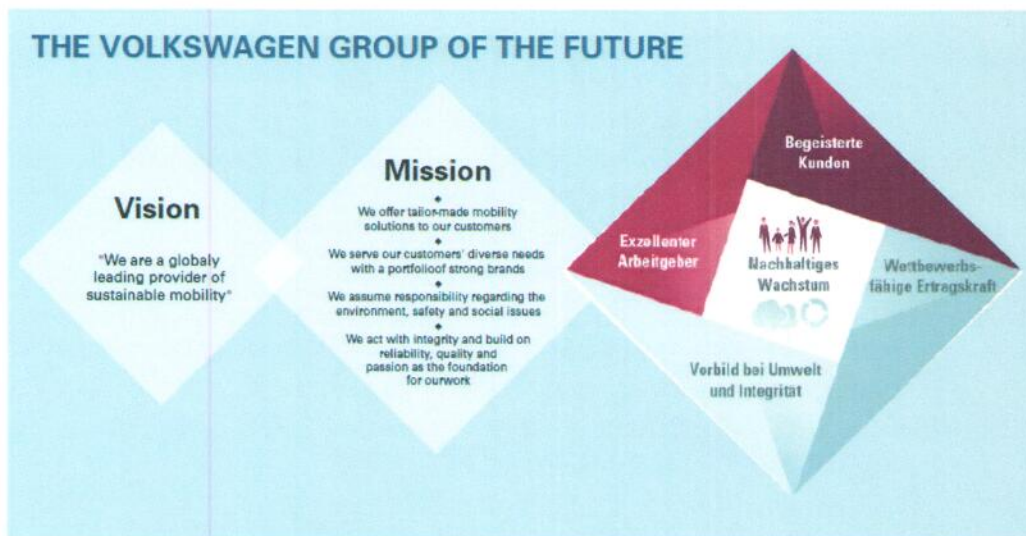 THE VOLKSWAGEN GROUP OF THE FUTURE
Vision
"We are a globaly
leading provider of
sustainable mobility"
Mission
We offer tailor-made mobility
solutions to our customers
We serve our customers' diverse needs
with a portfolioof strong brands
We assume responsibility regarding the
environment, safety and social issues
We act with integrity and build on
reliability, quality and
passion as the foundation
for ourwork
Begeisterte
Kunden
Exzellenter
Arbeitgeber
Nachhaltiges
Wachstum
Wettbewerbs-
fähige Ertragskraft
Vorbild bei Umwelt
und Integrität